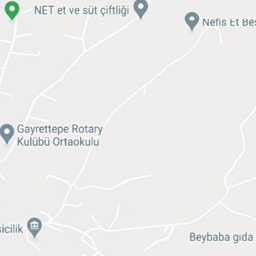 NET et ve süt çiftliği
Nefis Et Bes
Gayrettepe Rotary
Kulübü Ortaokulu
sicilik
Beybaba gıda